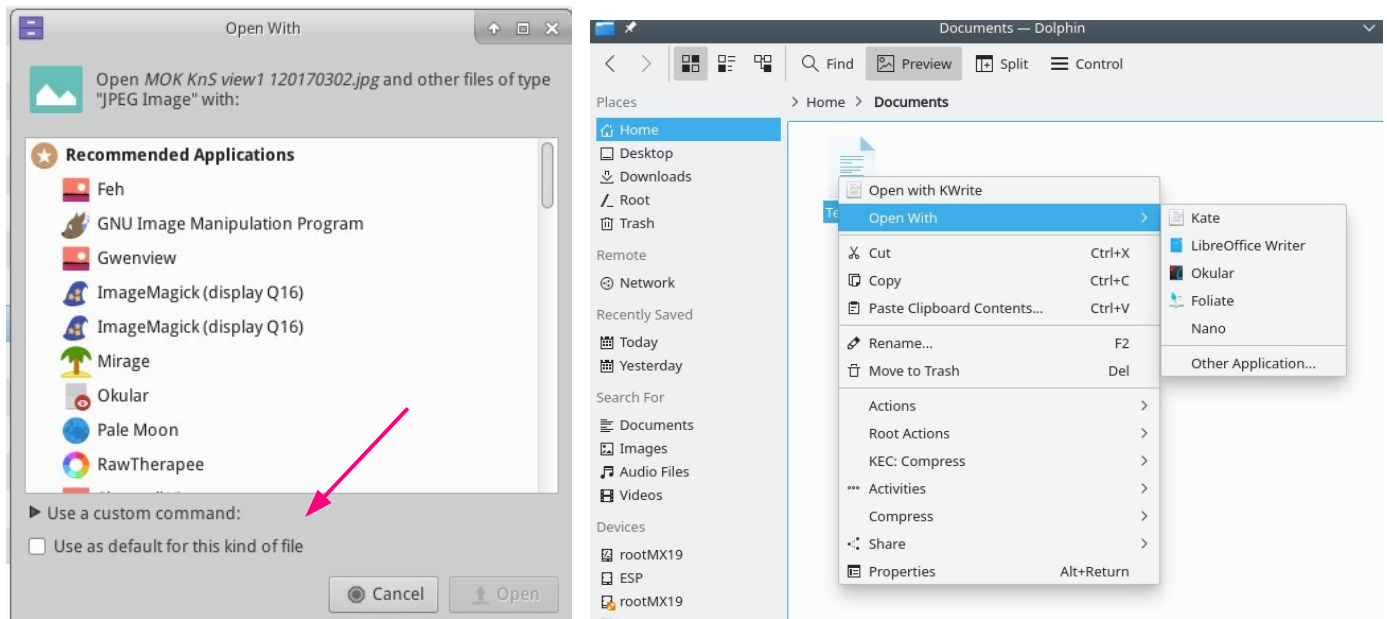 Open With
Open MOK KnS view1 120170302.jpg and other files of type
"JPEG Image" with:
Recommended Applications
Feh
GNU Image Manipulation Program
Gwenview
ImageMagick (display Q16)
ImageMagick (display Q16)
Mirage
Okular
Pale Moon
RawTherapee
Use a custom command:
Use as default for this kind of file
Cancel
Open
Documents — Dolphin
Find
Preview
Split
Control
Places
Home
Desktop
Downloads
Root
Trash
Remote
Network
Recently Saved
Today
Yesterday
Search For
Documents
Images
Audio Files
Videos
Devices
rootMX19
ESP
rootMX19
Home > Documents
Open with KWrite
Open With
Cut Ctrl+X
Copy Ctrl+C
Paste Clipboard Contents... Ctrl+V
Rename... F2
Move to Trash Del
Actions
Root Actions
KEC: Compress
Activities
Compress
Share
Properties Alt+Return
Kate
LibreOffice Writer
Okular
Foliate
Nano
Other Application...